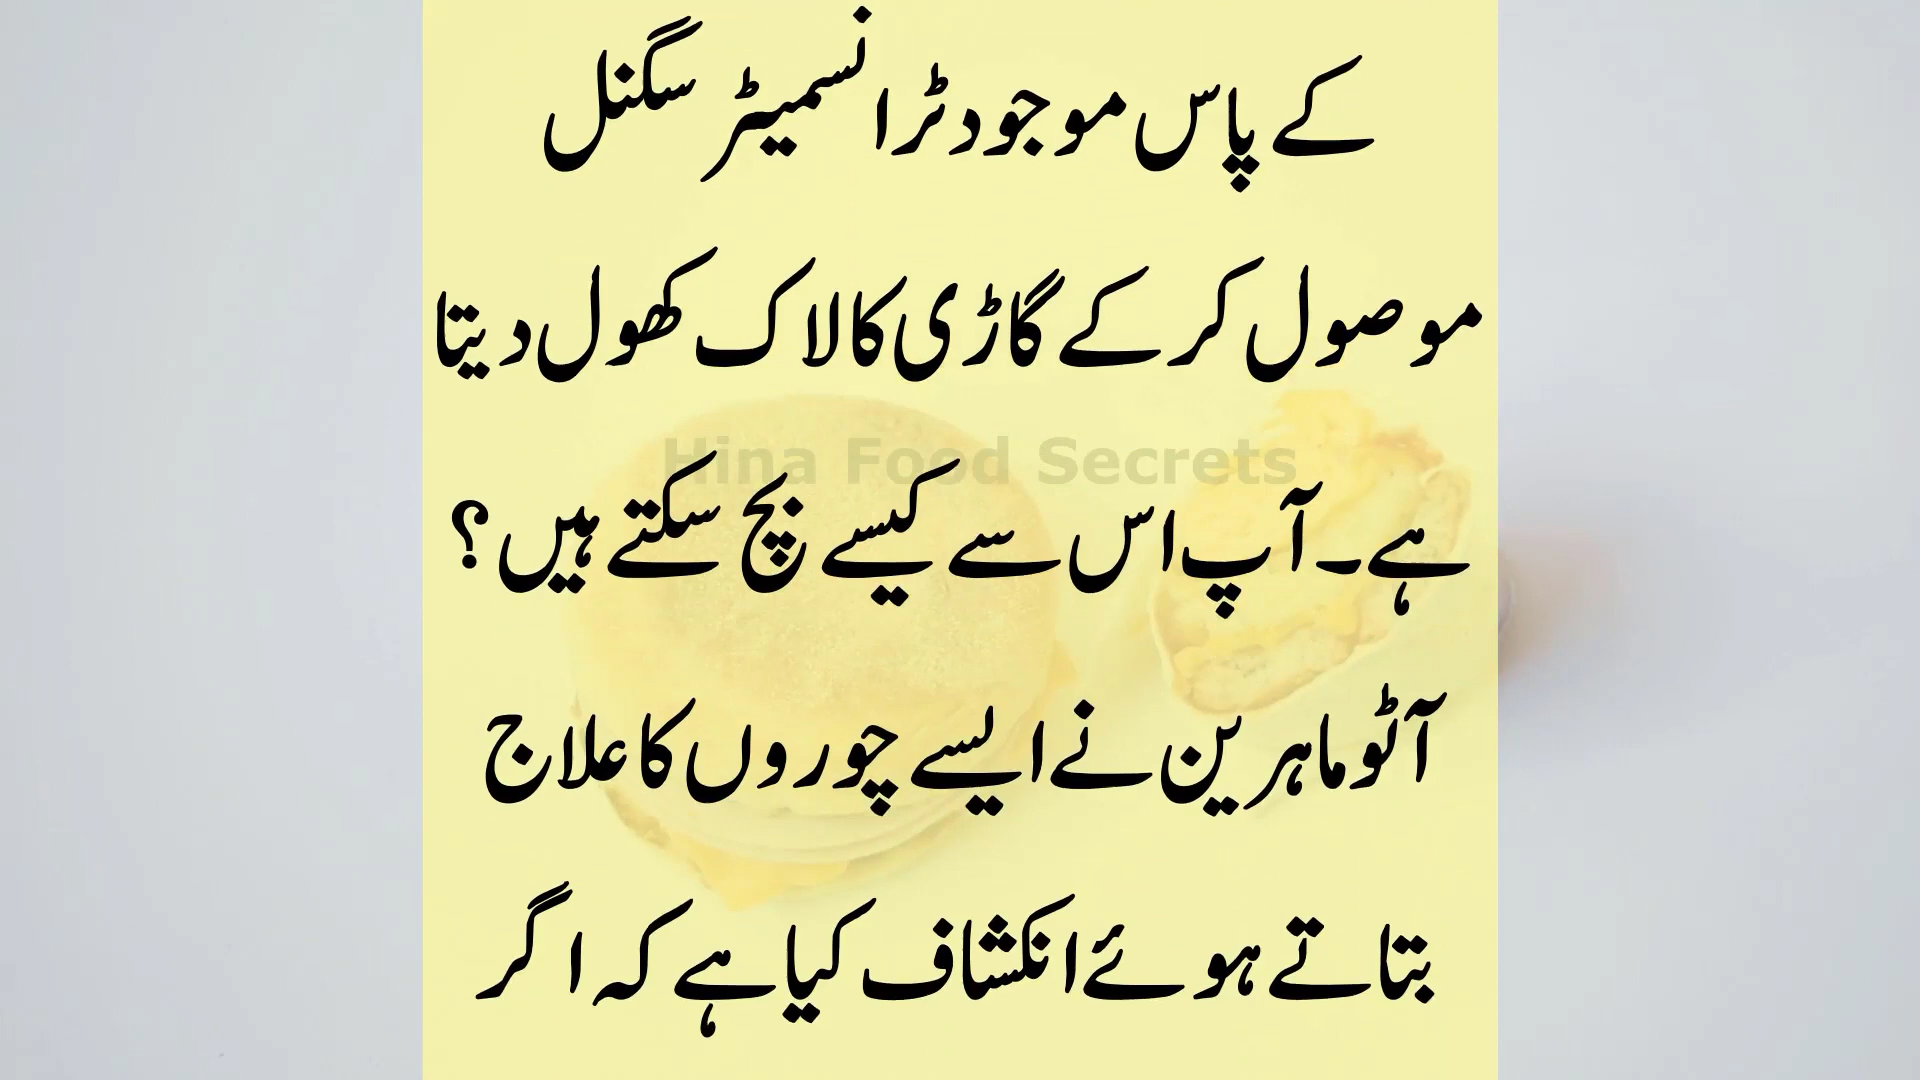 کے پاس موجود ٹرانسمیٹر سگنل
موصول کر کے گاڑی کا لاک کھول دیتا
Hina Food Secrets
ہے۔ آپ اس سے کیسے بچ سکتے ہیں؟
آٹو ماہرین نے ایسے چوروں کا علاج
بتاتے ہوئے انکشاف کیا ہے کہ اگر